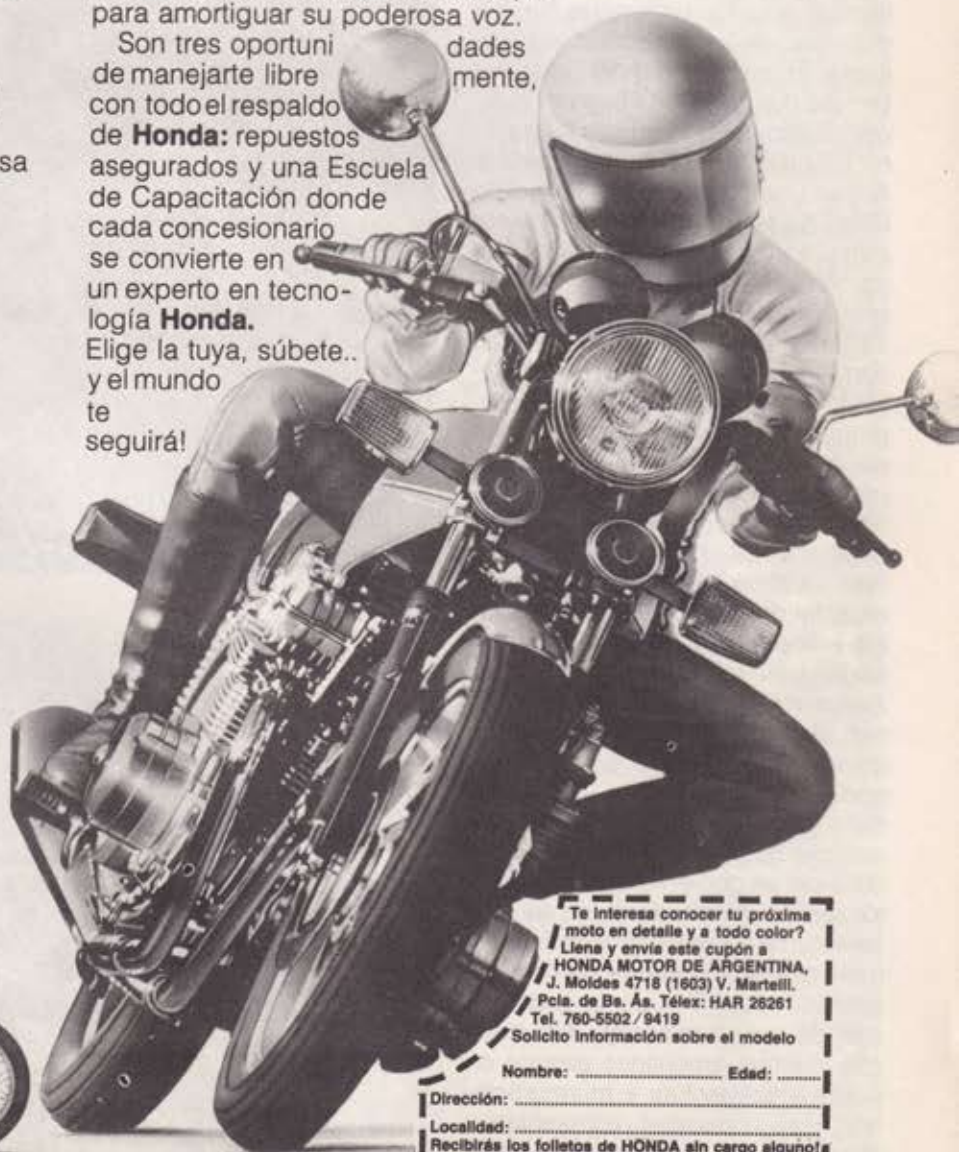 para amortiguar su poderosa voz.
Son tres oportuni dades
de manejarte libre mente,
con todo el respaldo
de Honda: repuestos
asegurados y una Escuela
de Capacitación donde
cada concesionario
se convierte en
un experto en tecno-
logía Honda.
Elige la tuya, súbete..
y el mundo
te
seguirá!
sa
Te interesa conocer tu próxima
moto en detalle y a todo color?
Llena y envía este cupón a
HONDA MOTOR DE ARGENTINA,
J. Moldes 4718 (1603) V. Martelli.
Pcia. de Bs. As. Télex: HAR 26261
Tel. 760-5502/9419
Solicito información sobre el modelo
Nombre: ............................ Edad: ........
Dirección: ............................
Localidad: ............................
Recibirás los folletos de HONDA sin cargo alguno!